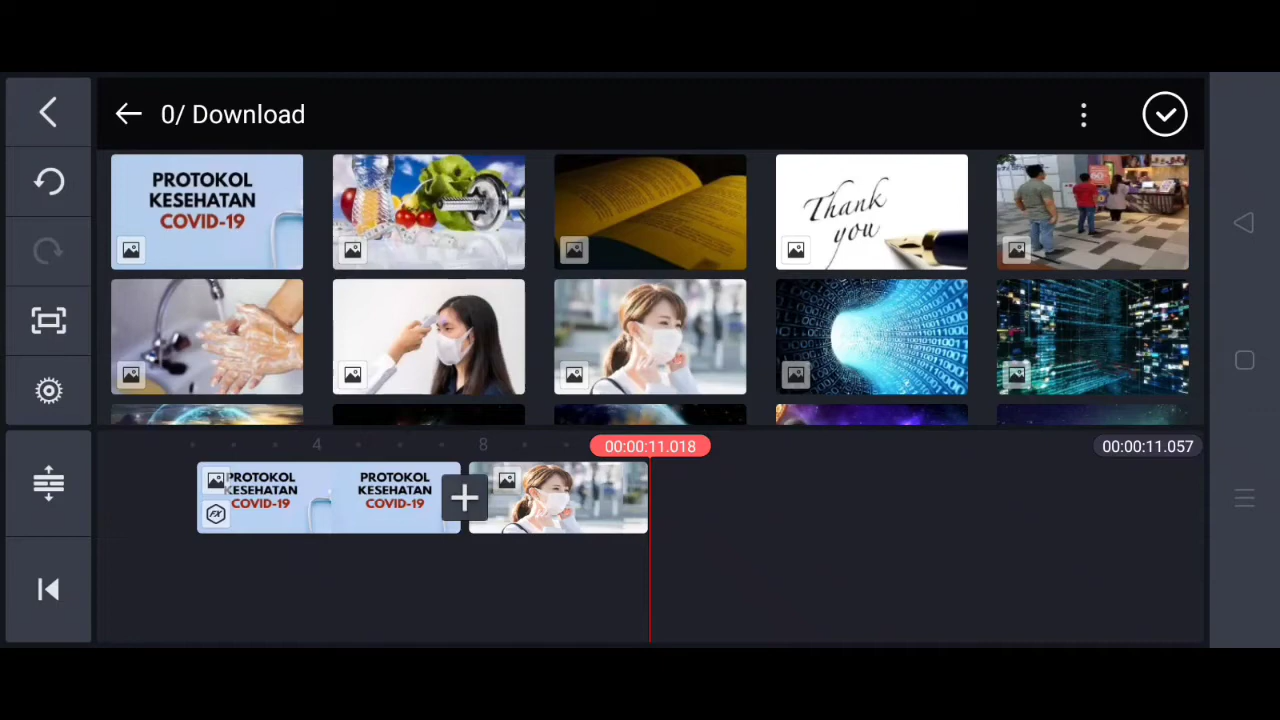 0/ Download
PROTOKOL
KESEHATAN
COVID-19
Thank
you
4
8
00:00:11.018
00:00:11.057
PROTOKOL
KESEHATAN
COVID-19
PROTOKOL
KESEHATAN
COVID-19
FX